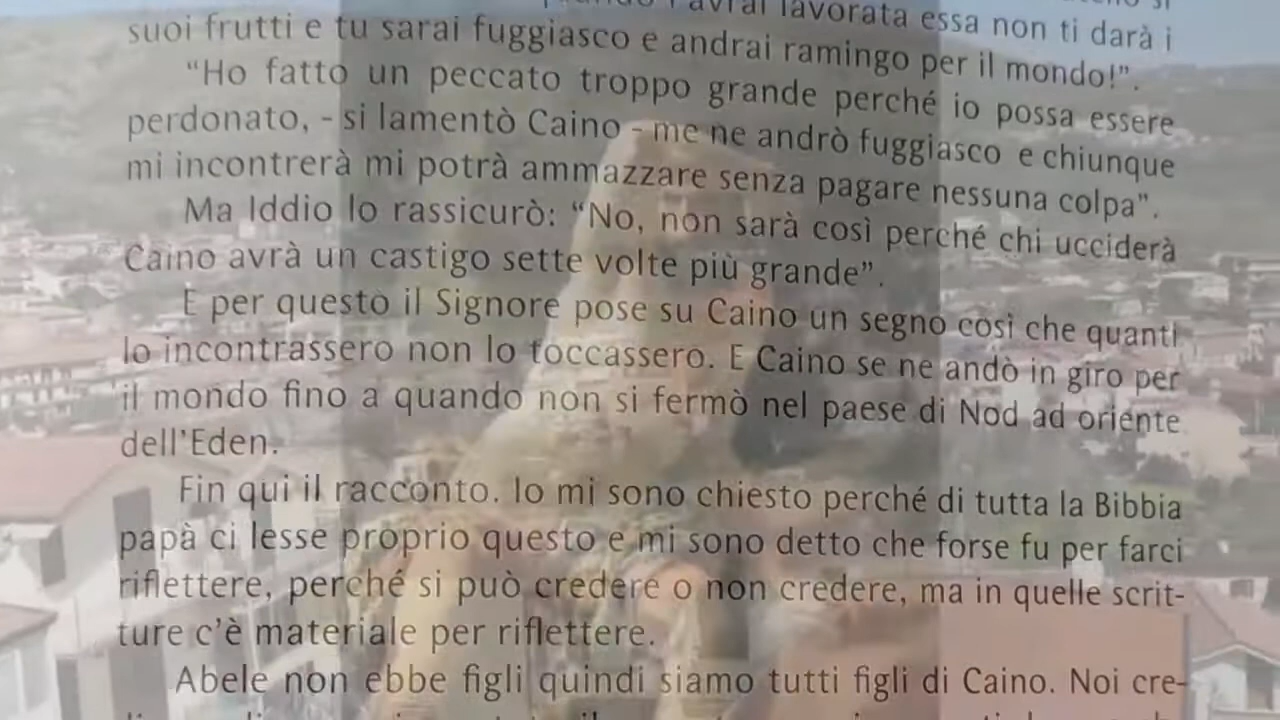 avrai lavorata essa non ti darà i
suoi frutti e tu sarai fuggiasco e andrai ramingo per il mondo!”.
“Ho fatto un peccato troppo grande perché io possa essere
perdonato, - si lamentò Caino - me ne andrò fuggiasco e chiunque
mi incontrerà mi potrà ammazzare senza pagare nessuna colpa”.
Ma Iddio lo rassicurò: “No, non sarà così perché chi ucciderà
Caino avrà un castigo sette volte più grande”.
E per questo il Signore pose su Caino un segno così che quanti
lo incontrassero non lo toccassero. E Caino se ne andò in giro per
il mondo fino a quando non si fermò nel paese di Nod ad oriente
dell’Eden.
Fin qui il racconto. Io mi sono chiesto perché di tutta la Bibbia
papà ci lesse proprio questo e mi sono detto che forse fu per farci
riflettere, perché si può credere o non credere, ma in quelle scrit-
ture c’è materiale per riflettere.
Abele non ebbe figli quindi siamo tutti figli di Caino. Noi cre-